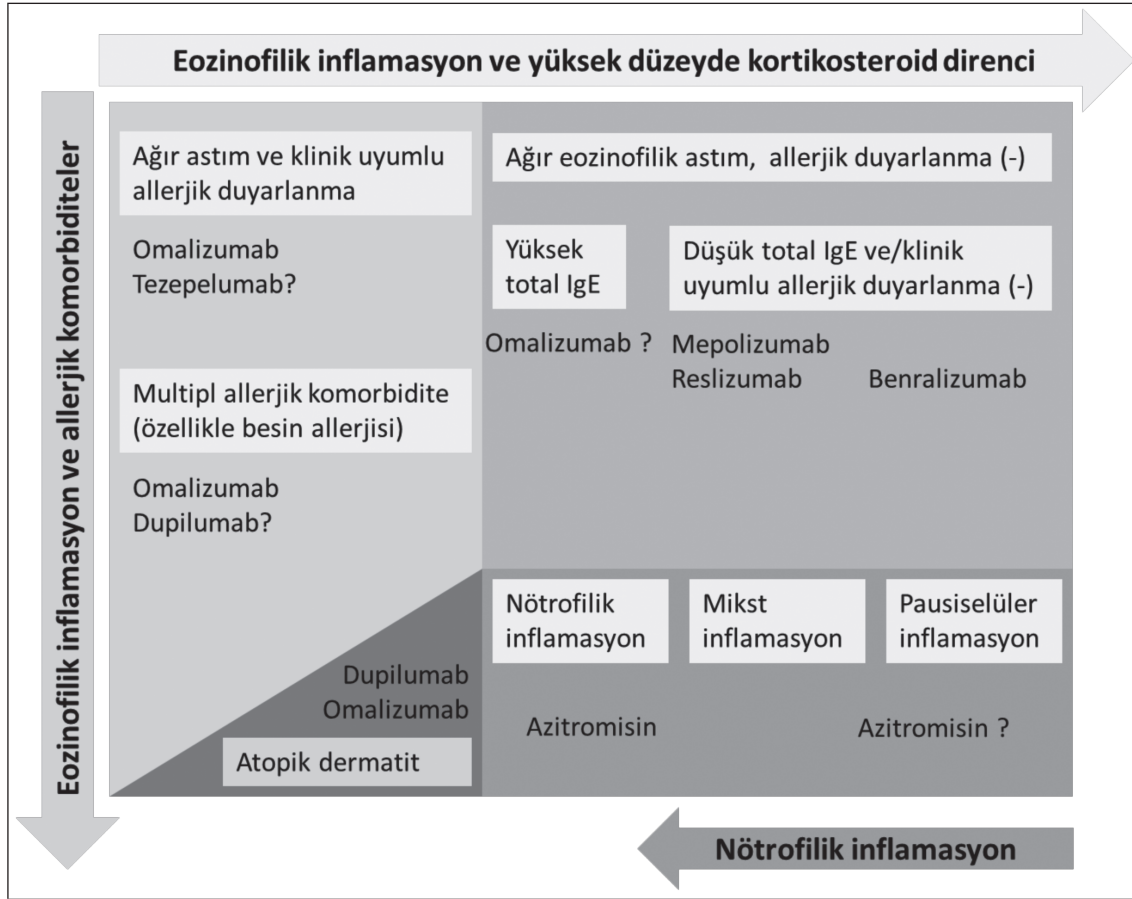 Eozinofilik inflamasyon ve yüksek düzeyde kortikosteroid direnci
Eozinofilik inflamasyon ve allerjik komorbiditeler
Ağır astım ve klinik uyumlu
allerjik duyarlanma
Omalizumab
Tezepelumab?
Multipl allerjik komorbidite
(özellikle besin allerjisi)
Omalizumab
Dupilumab?
Dupilumab
Omalizumab
Atopik dermatit
Ağır eozinofilik astım, allerjik duyarlanma (-)
Yüksek
total IgE
Omalizumab ?
Düşük total IgE ve/klinik
uyumlu allerjik duyarlanma (-)
Mepolizumab
Reslizumab
Benralizumab
Nötrofilik
inflamasyon
Mikst
inflamasyon
Pausiselüler
inflamasyon
Azitromisin
Azitromisin ?
Nötrofilik inflamasyon